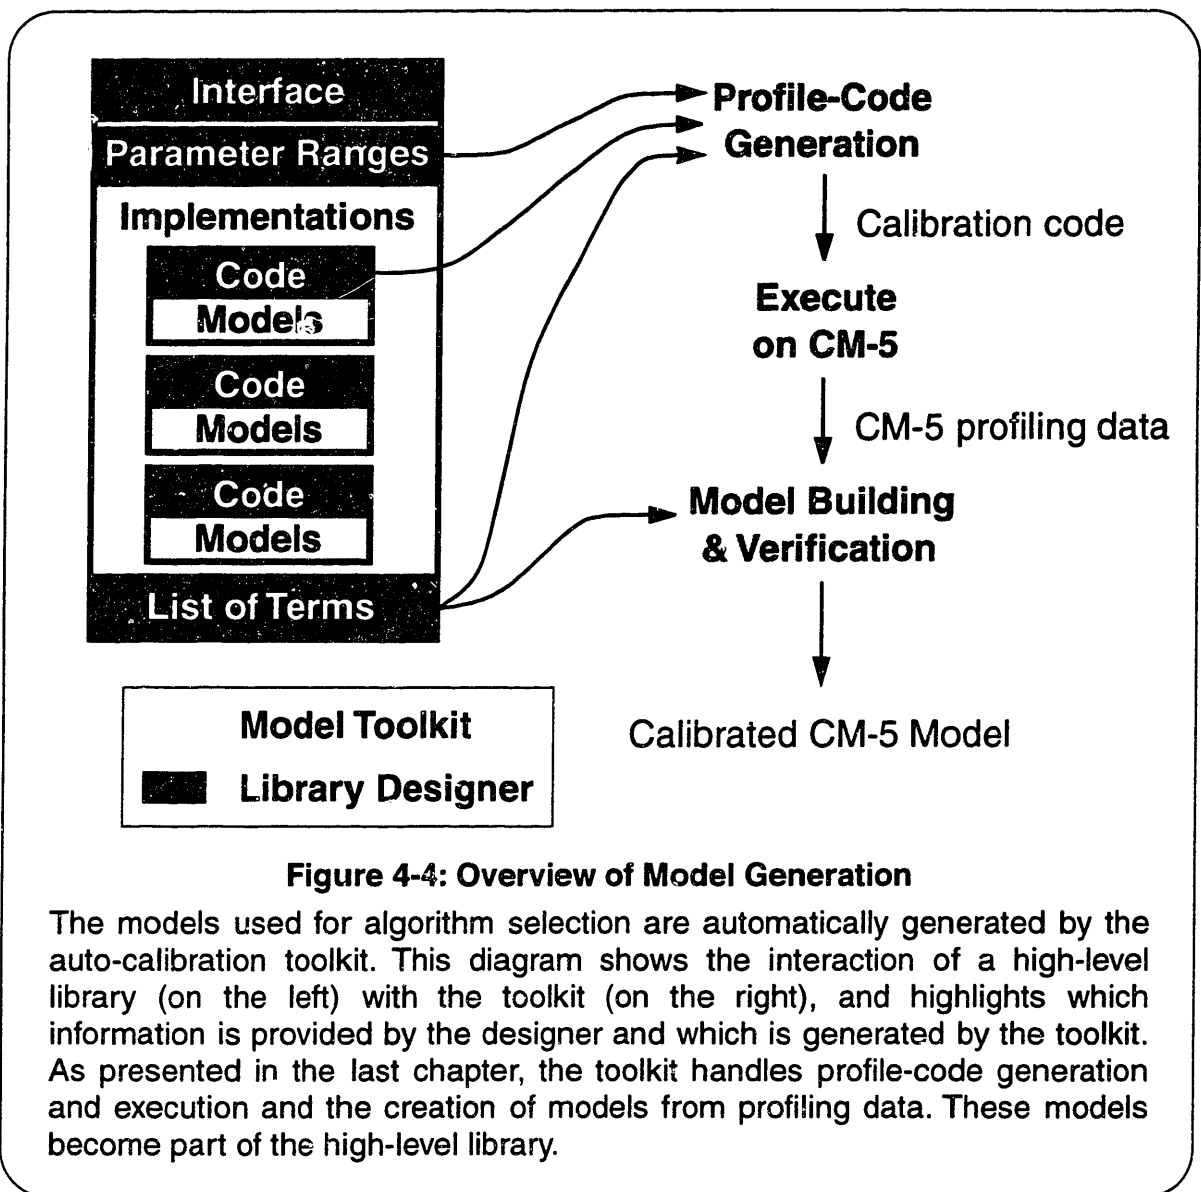 Interface
Parameter Ranges
Implementations
Code
Models
Code
Models
Code
Models
List of Terms
Profile-Code
Generation
Calibration code
Execute
on CM-5
CM-5 profiling data
Model Building
& Verification
Calibrated CM-5 Model
Model Toolkit
Library Designer
Figure 4-4: Overview of Model Generation
The models used for algorithm selection are automatically generated by the
auto-calibration toolkit. This diagram shows the interaction of a high-level
library (on the left) with the toolkit (on the right), and highlights which
information is provided by the designer and which is generated by the toolkit.
As presented in the last chapter, the toolkit handles profile-code generation
and execution and the creation of models from profiling data. These models
become part of the high-level library.